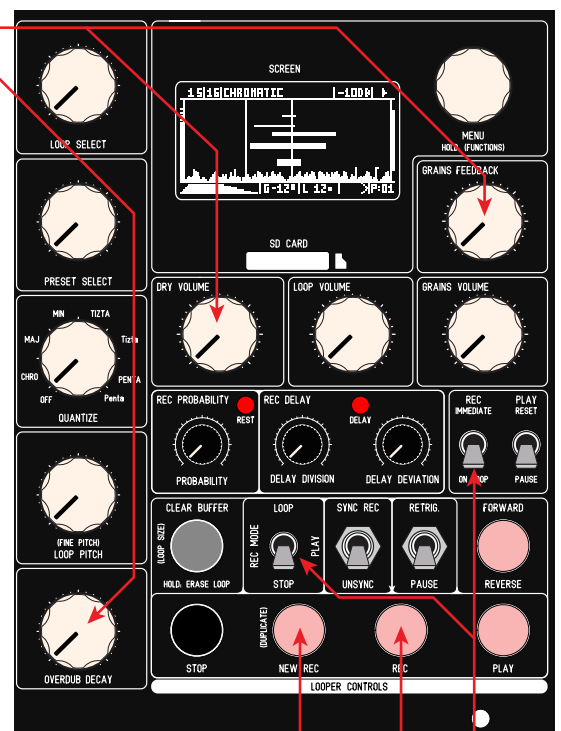 SCREEN
15|16|CHROMATIC
LOOP SELECT
MENU
HOLD: (FUNCTIONS)
GRAINS FEEDBACK
G-12
L 12
P:01
PRESET SELECT
SD CARD
DRY VOLUME
LOOP VOLUME
GRAINS VOLUME
MIN
TIZTA
MAJ
Tizta
CHRO
PENTA
OFF
Penta
QUANTIZE
REC PROBABILITY
REST
PROBABILITY
REC DELAY
DELAY
DELAY DIVISION
DELAY DEVIATION
REC
IMMEDIATE
PLAY
RESET
ON LOOP
PAUSE
(FINE PITCH)
LOOP PITCH
CLEAR BUFFER
(LOOP SIZE)
HOLD: ERASE LOOP
LOOP
REC MODE
PLAY
STOP
SYNC REC
UNSYNC
RETRIG.
PAUSE
FORWARD
REVERSE
OVERDUB DECAY
STOP
(DUPLICATE)
NEW REC
REC
PLAY
LOOPER CONTROLS